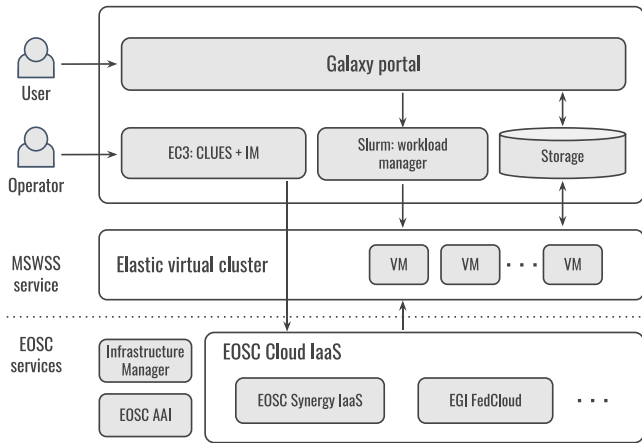 Galaxy portal
User
EC3: CLUES + IM
Slurm: workload
manager
Storage
Operator
MSWSS
service
Elastic virtual cluster
VM
VM
. . .
VM
EOSC
services
Infrastructure
Manager
EOSC AAI
EOSC Cloud IaaS
EOSC Synergy IaaS
EGI FedCloud
. . .